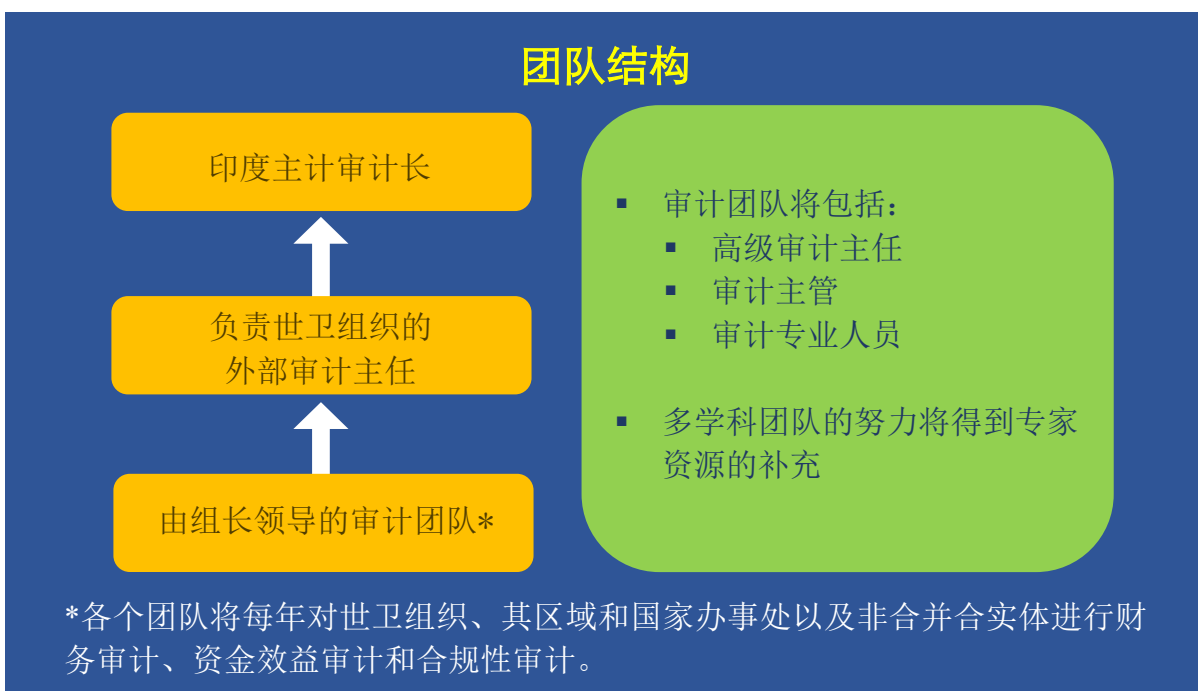 团队结构
印度主计审计长
负责世卫组织的
外部审计主任
由组长领导的审计团队*
▪ 审计团队将包括：
▪ 高级审计主任
▪ 审计主管
▪ 审计专业人员
▪ 多学科团队的努力将得到专家
资源的补充
*各个团队将每年对世卫组织、其区域和国家办事处以及非合并合实体进行财
务审计、资金效益审计和合规性审计。